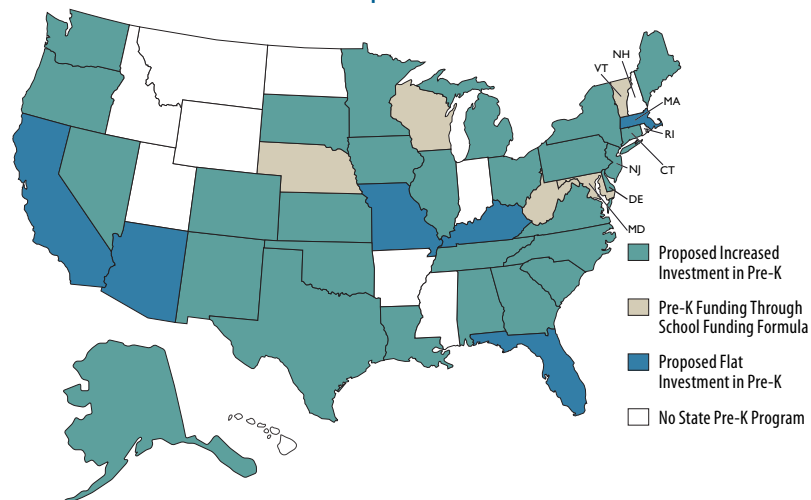 NH
VT
MA
RI
CT
NJ
DE
MD
Proposed Increased
Investment in Pre-K
Pre-K Funding Through
School Funding Formula
Proposed Flat
Investment in Pre-K
No State Pre-K Program